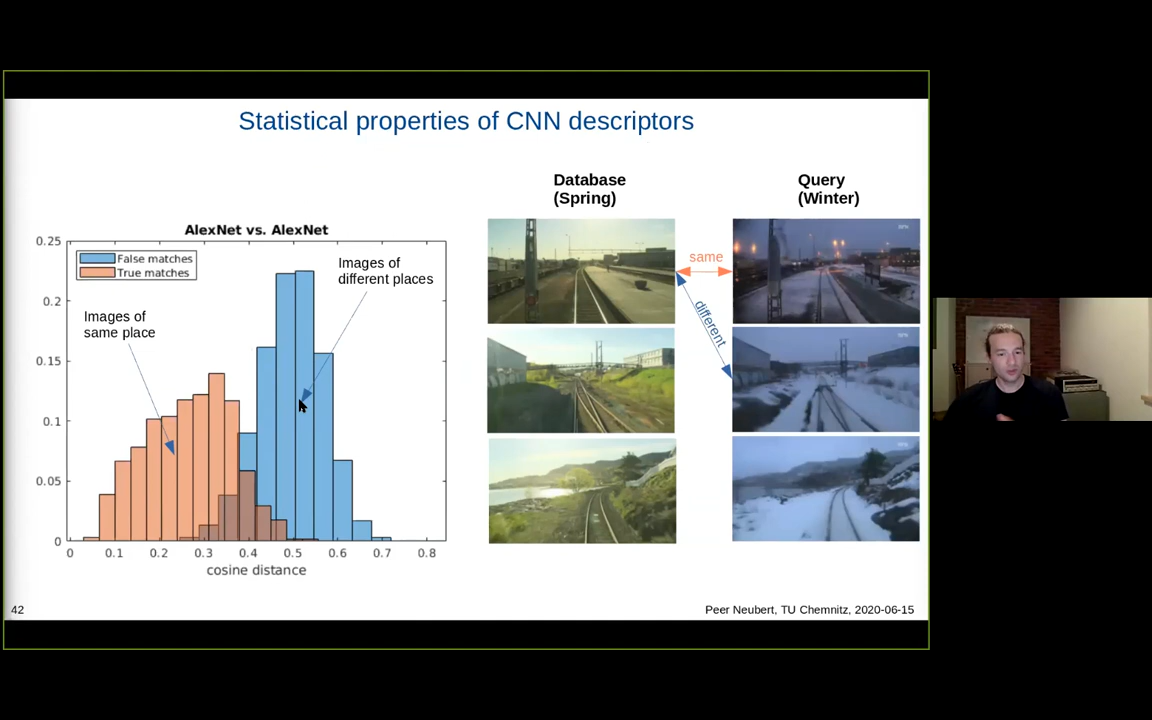 Statistical properties of CNN descriptors
Database
(Spring)
Query
(Winter)
AlexNet vs. AlexNet
False matches
True matches
Images of
different places
Images of
same place
0.25
0.2
0.15
0.1
0.05
0
0 0.1 0.2 0.3 0.4 0.5 0.6 0.7 0.8
cosine distance
same
different
42
Peer Neubert, TU Chemnitz, 2020-06-15